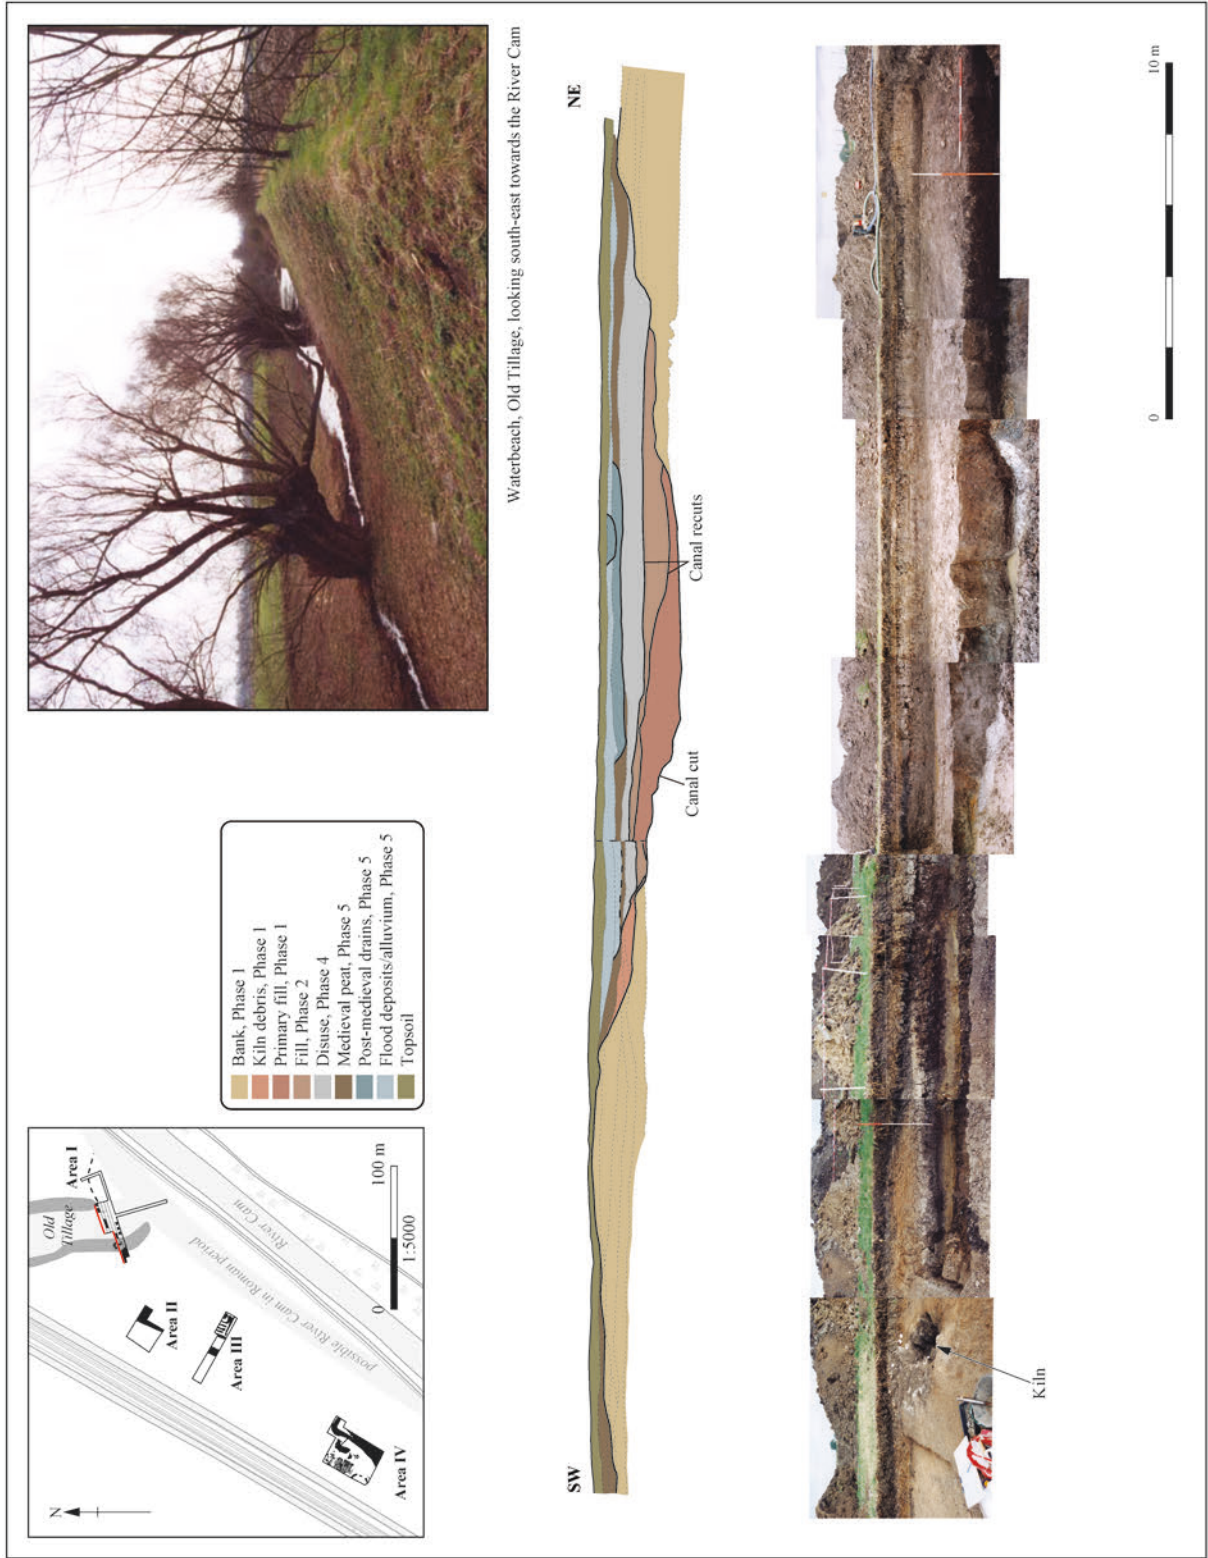 N
Old
Tillage
Area I
Area II
Area III
Area IV
River Cam
possible River Cam in Roman period
0
100 m
1:5000
Bank, Phase 1
Kiln debris, Phase 1
Primary fill, Phase 1
Fill, Phase 2
Disuse, Phase 4
Medieval peat, Phase 5
Post-medieval drains, Phase 5
Flood deposits/alluvium, Phase 5
Topsoil
Waterbeach, Old Tillage, looking south-east towards the River Cam
SW
NE
Canal cut
Canal recuts
Kiln
0
10 m